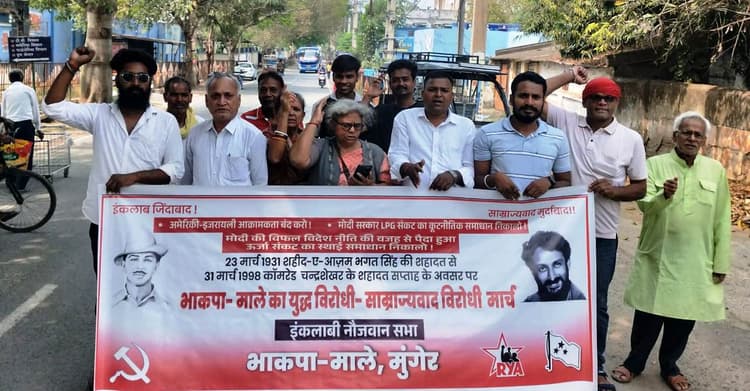 इंकलाब जिंदाबाद !
साम्राज्यवाद मुर्दाबाद!!
• अमेरिकी-इजरायली आक्रामकता बंद करो !
• मोदी सरकार LPG संकट का कूटनीतिक समाधान निकालो !
मोदी की विफल विदेश नीति की वजह से पैदा हुआ
ऊर्जा संकट का स्थाई समाधान निकालो !
23 मार्च 1931 शहीद-ए-आज़म भगत सिंह की शहादत से
31 मार्च 1998 कॉमरेड चन्द्रशेखर के शहादत सप्ताह के अवसर पर
भाकपा- माले का युद्ध विरोधी- साम्राज्यवाद विरोधी मार्च
इंकलाबी नौजवान सभा
भाकपा-माले, मुंगेर
RYA